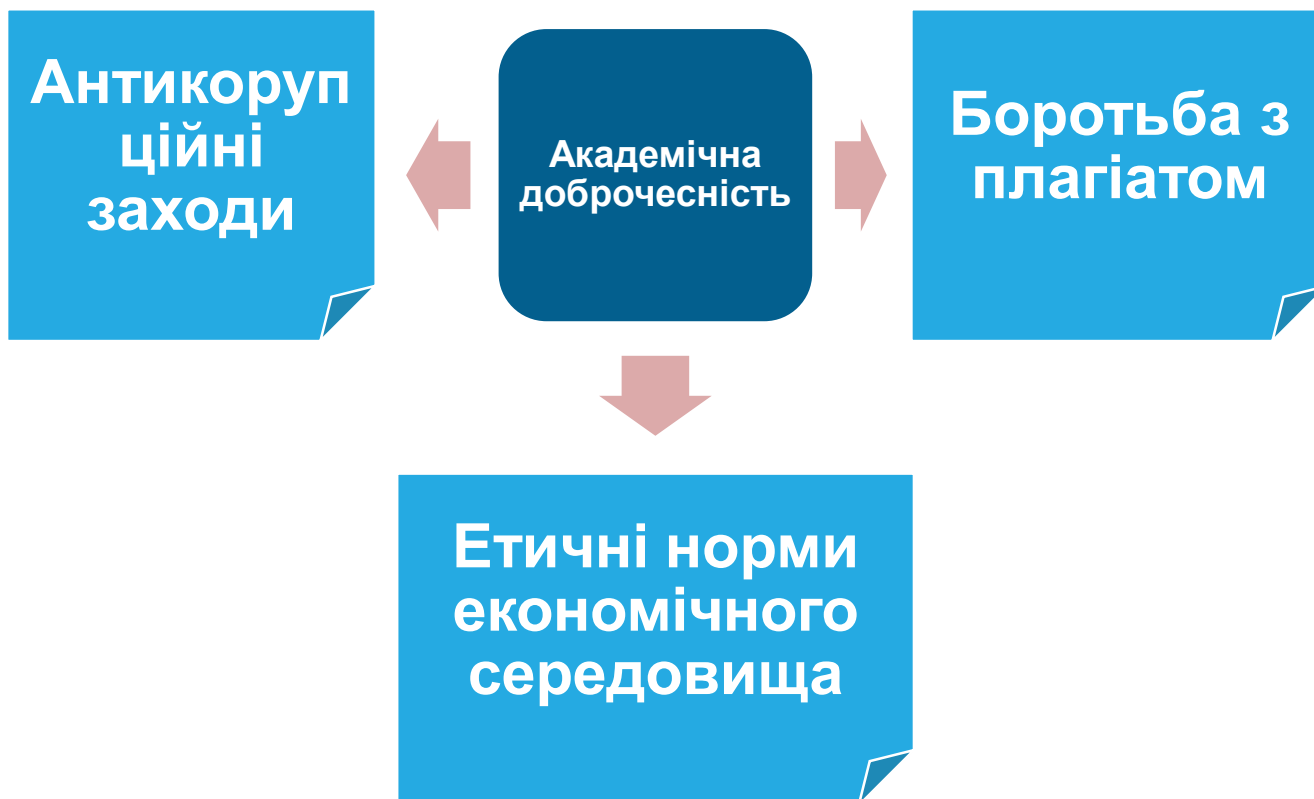 Антикоруп
ційні
заходи
Академічна
доброчесність
Боротьба з
плагіатом
Етичні норми
економічного
середовища